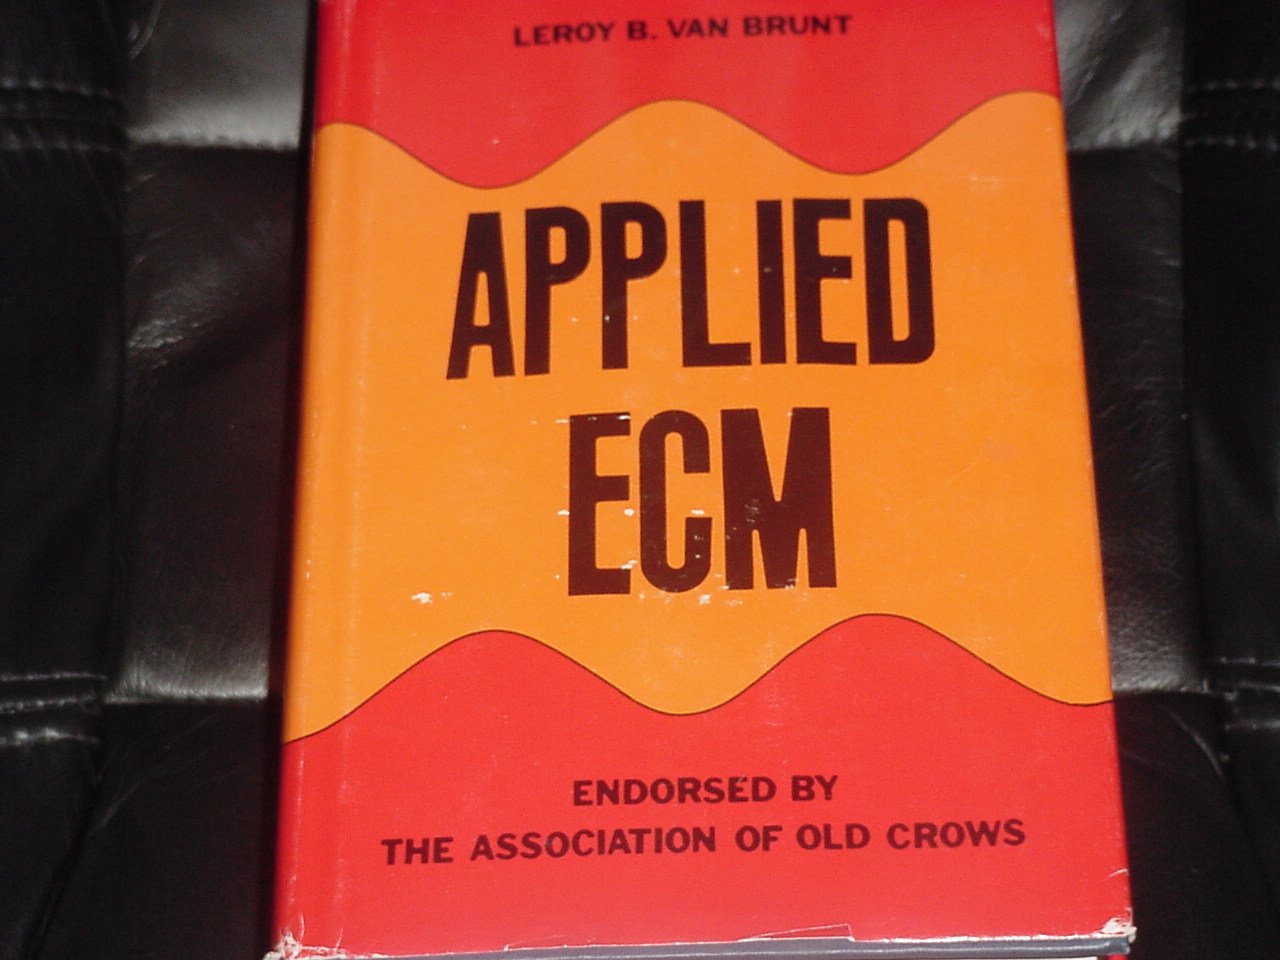 LEROY B. VAN BRUNT
APPLIED
ECM
ENDORSED BY
THE ASSOCIATION OF OLD CROWS